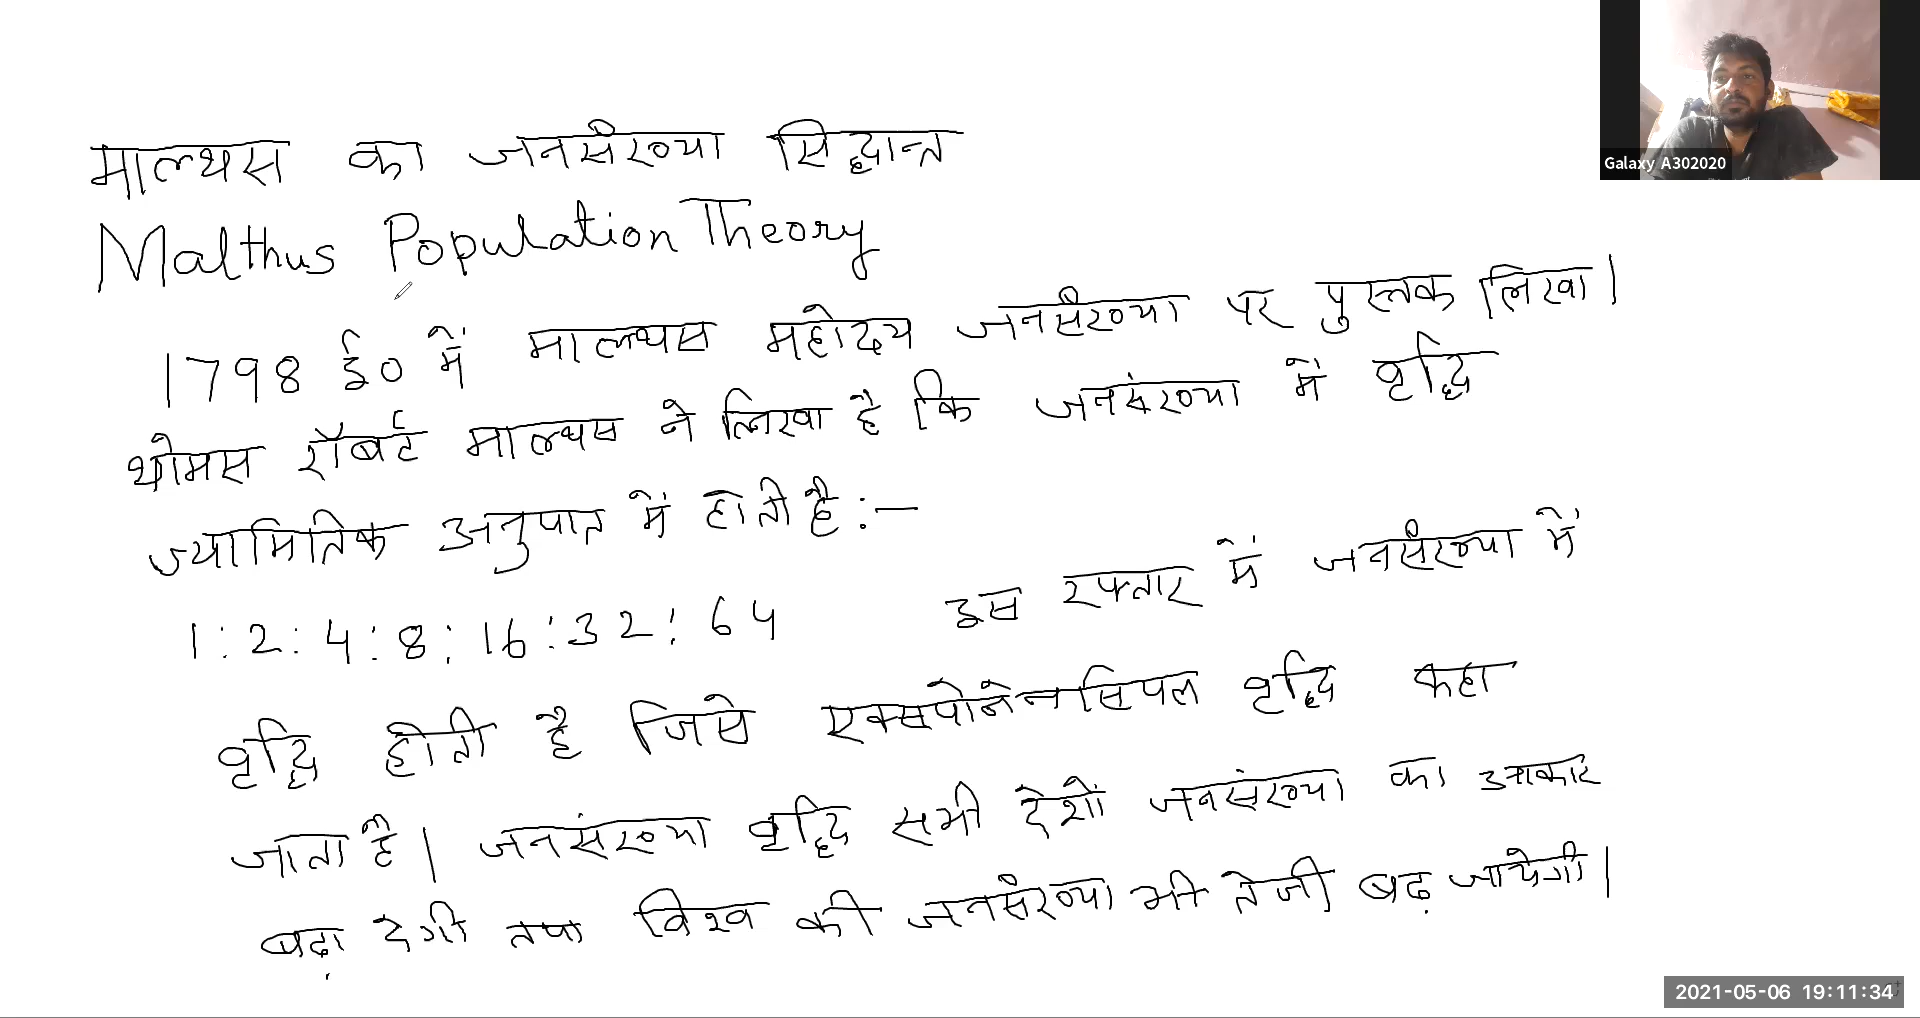 माल्थस का जनसंख्या सिद्धान्त
Malthus Population Theory
1798 ई० में माल्थस महोदय जनसंख्या पर पुस्तक लिखा।
थोमस रॉबर्ट माल्थस ने लिखा है कि जनसंख्या में वृद्धि
ज्यामितिक अनुपात में होती है:-
1:2:4:8:16:32:64 इस रफ्तार में जनसंख्या में
वृद्धि होती है जिसे एक्सपोनेन्सियल वृद्धि कहा
जाता है। जनसंख्या वृद्धि सभी देशों जनसंख्या का आकार
बढ़ा देगी तथा विश्व की जनसंख्या भी तेजी बढ़ जायेगी।
Galaxy A302020
2021-05-06 19:11:34